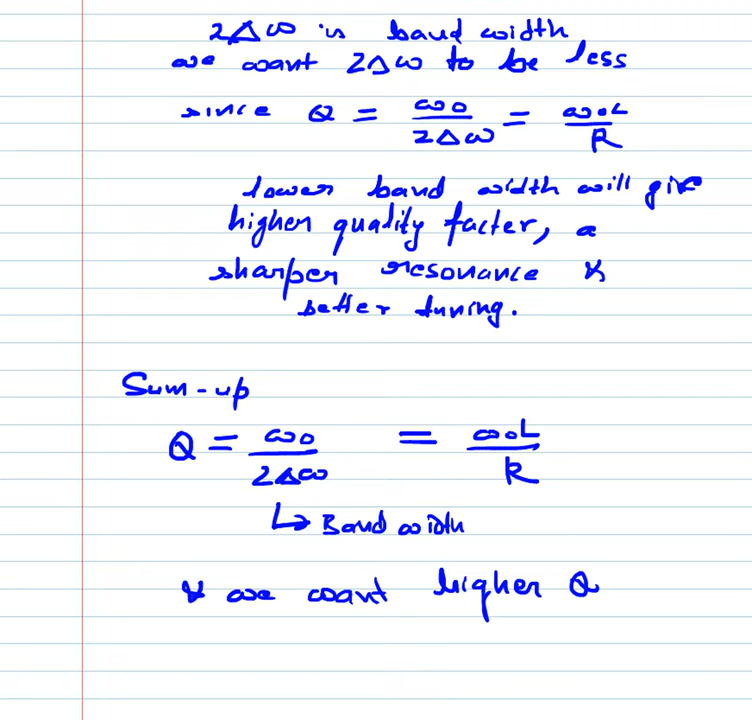 2Δω is band width
we want 2Δω to be less
since Q = ω0 / 2Δω = ω0L / R
lower band width will give
higher quality facter, a
sharper resonance &
better tuning.
Sum-up
Q = ω0 / 2Δω = ω0L / R
↳ Band width
& we want higher Q